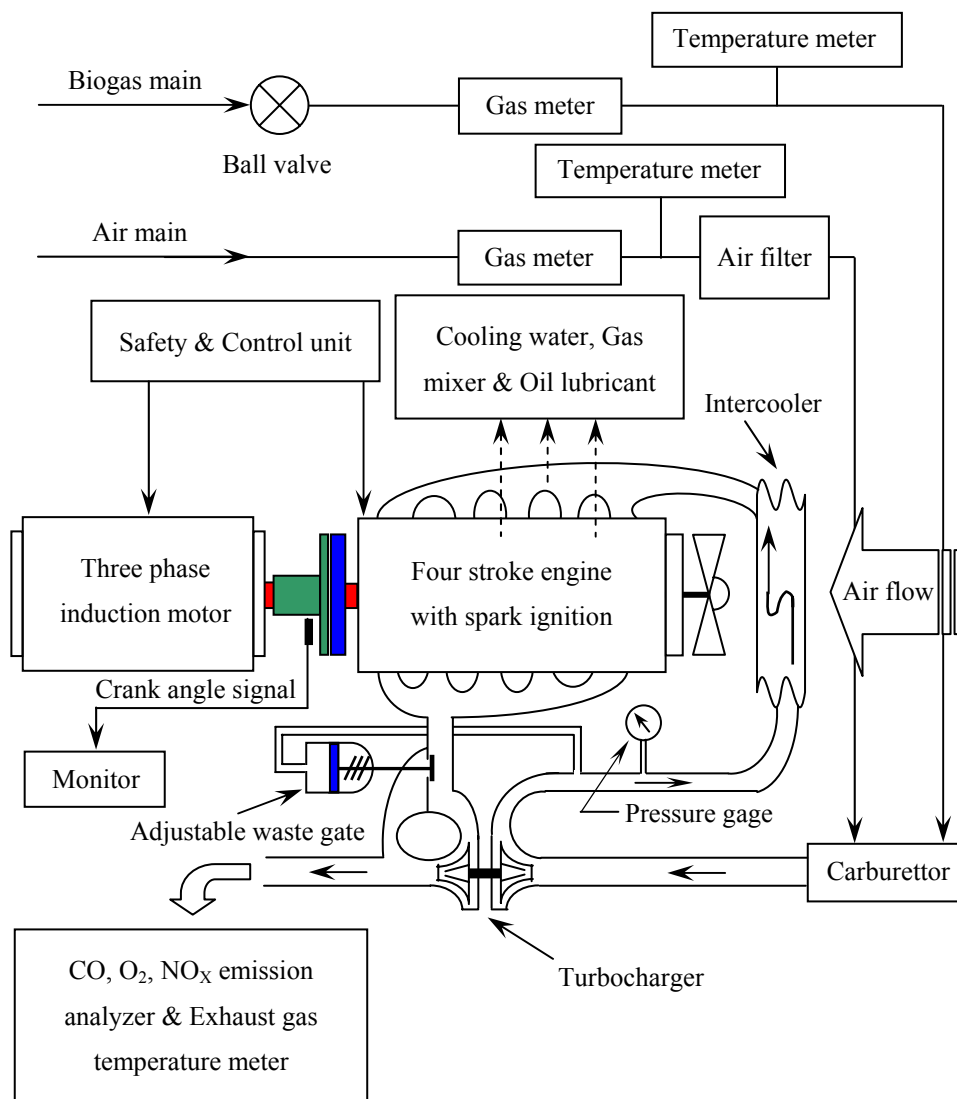 Temperature meter
Biogas main
Gas meter
Ball valve
Temperature meter
Air main
Gas meter
Air filter
Safety & Control unit
Cooling water, Gas
mixer & Oil lubricant
Intercooler
Three phase
induction motor
Four stroke engine
with spark ignition
Air flow
Crank angle signal
Monitor
Adjustable waste gate
Pressure gage
Carburettor
Turbocharger
CO, O₂, NOₓ emission
analyzer & Exhaust gas
temperature meter